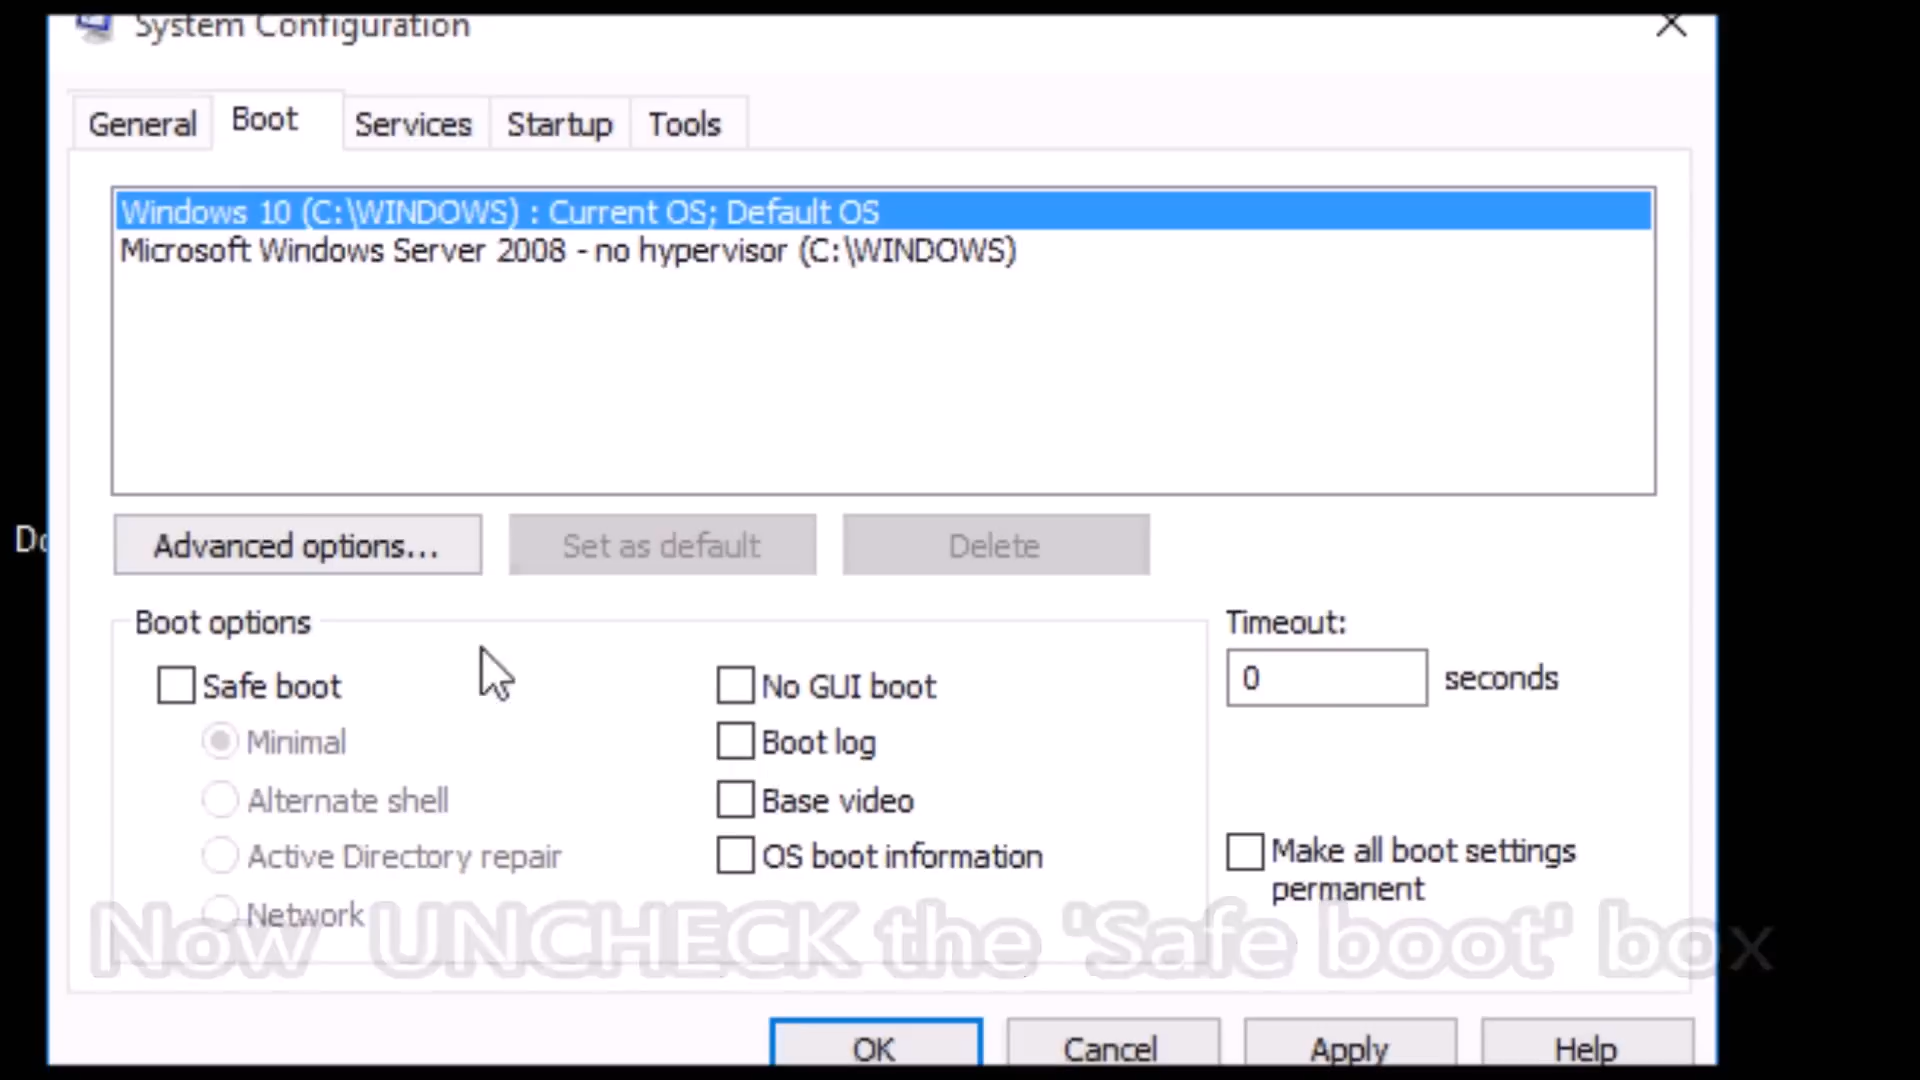 System Configuration
General Boot Services Startup Tools
Windows 10 (C:\WINDOWS) : Current OS; Default OS
Microsoft Windows Server 2008 - no hypervisor (C:\WINDOWS)
Do
Advanced options... Set as default Delete
Boot options
Timeout:
Safe boot
No GUI boot
0 seconds
Minimal
Boot log
Alternate shell
Base video
Active Directory repair
OS boot information
Make all boot settings
permanent
Network
Now UNCHECK the 'Safe boot' box
OK Cancel Apply Help